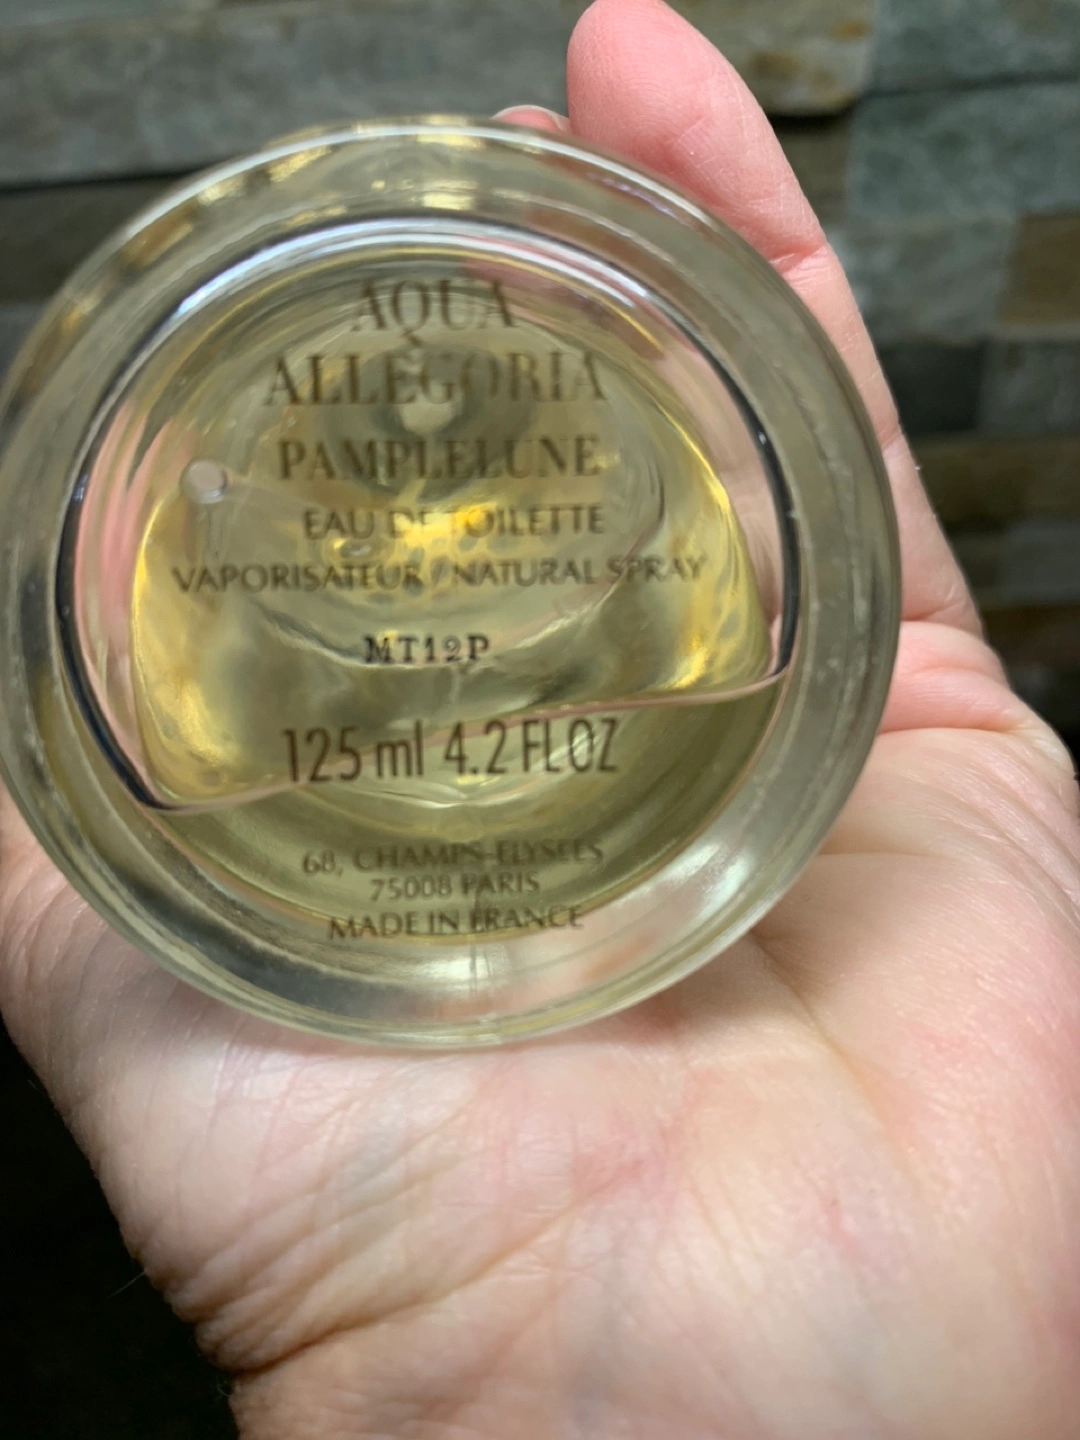 AQUA
ALLEGORIA
PAMPLELUNE
EAU DE TOILETTE
VAPORISATEUR / NATURAL SPRAY
MT12P
125 ml 4.2 FL OZ
68, CHAMPS-ELYSEES
75008 PARIS
MADE IN FRANCE